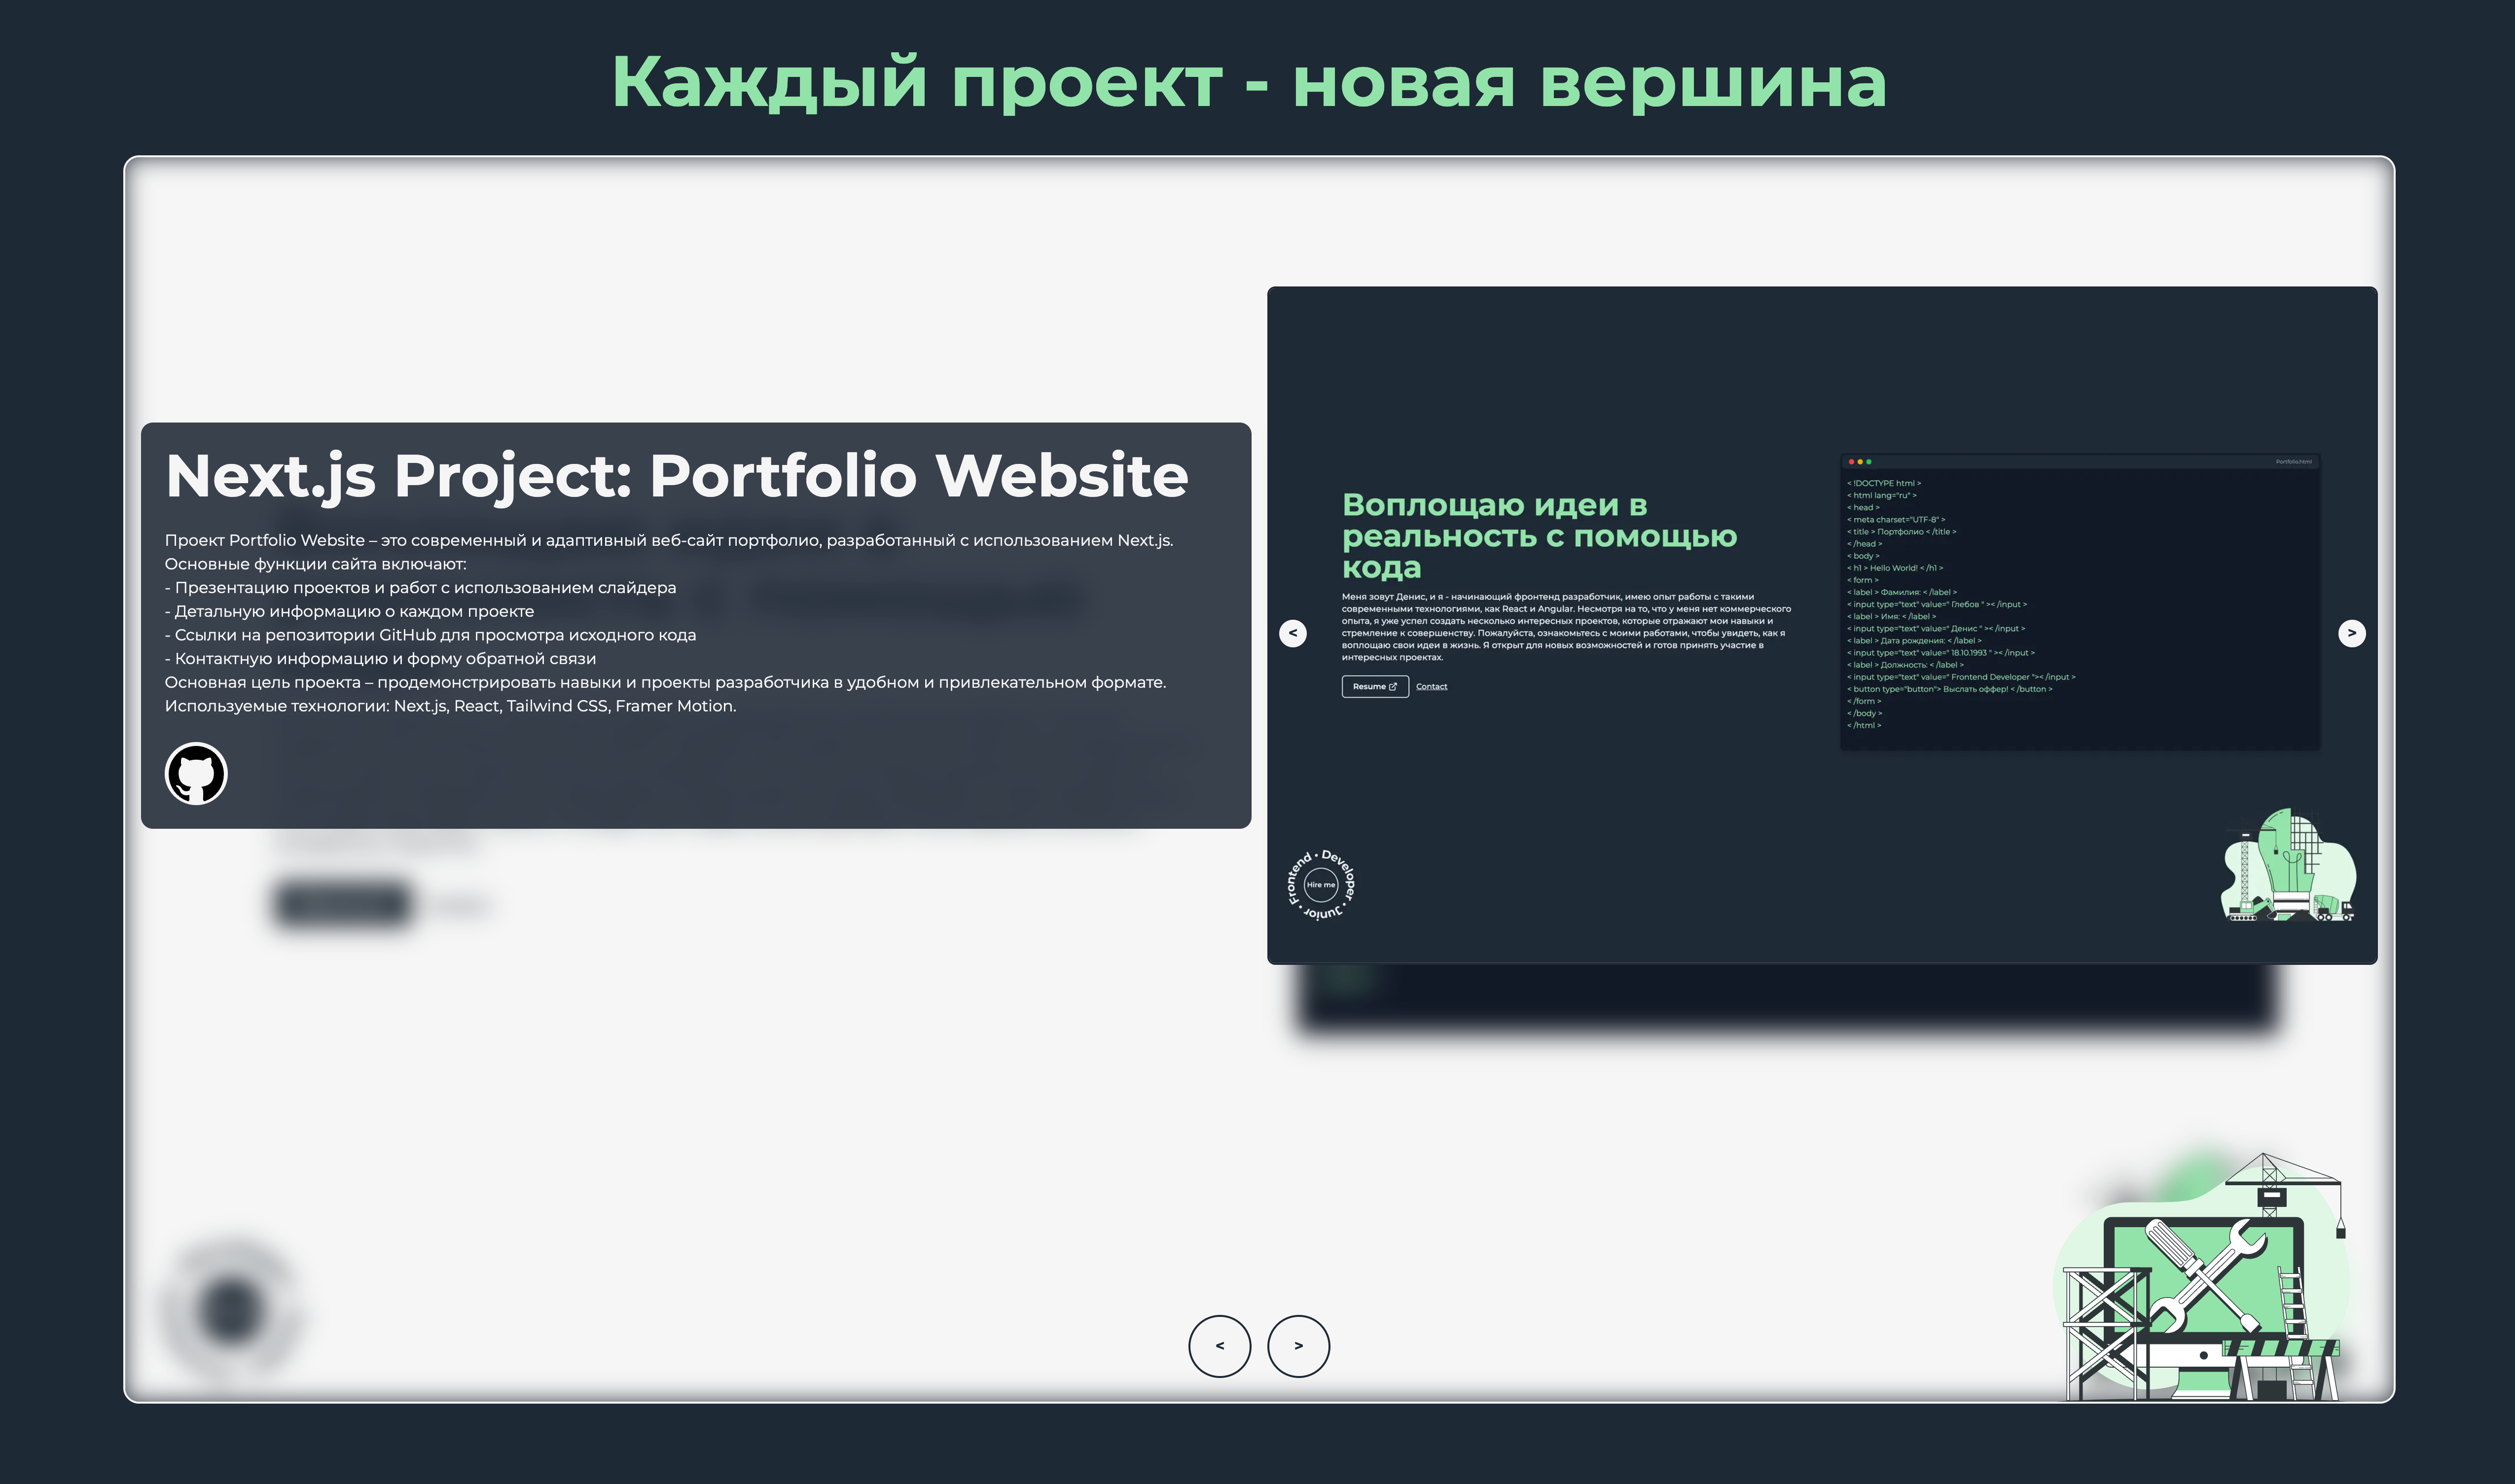 Каждый проект - новая вершина
Next.js Project: Portfolio Website
Проект Portfolio Website – это современный и адаптивный веб-сайт портфолио, разработанный с использованием Next.js.
Основные функции сайта включают:
- Презентацию проектов и работ с использованием слайдера
- Детальную информацию о каждом проекте
- Ссылки на репозитории GitHub для просмотра исходного кода
- Контактную информацию и форму обратной связи
Основная цель проекта – продемонстрировать навыки и проекты разработчика в удобном и привлекательном формате.
Используемые технологии: Next.js, React, Tailwind CSS, Framer Motion.
<
Воплощаю идеи в
реальность с помощью
кода
Меня зовут Денис, и я - начинающий фронтенд разработчик, имею опыт работы с такими
современными технологиями, как React и Angular. Несмотря на то, что у меня нет коммерческого
опыта, я уже успел создать несколько интересных проектов, которые отражают мои навыки и
стремление к совершенству. Пожалуйста, ознакомьтесь с моими работами, чтобы увидеть, как я
воплощаю свои идеи в жизнь. Я открыт для новых возможностей и готов принять участие в
интересных проектах.
Resume
Contact
Portfolio.html
< !DOCTYPE html >
< html lang="ru" >
< head >
< meta charset="UTF-8" >
< title > Портфолио < /title >
< /head >
< body >
< h1 > Hello World! < /h1 >
< form >
< label > Фамилия: < /label >
< input type="text" value=" Глебов " >< /input >
< label > Имя: < /label >
< input type="text" value=" Денис " >< /input >
< label > Дата рождения: < /label >
< input type="text" value=" 18.10.1993 " >< /input >
< label > Должность: < /label >
< input type="text" value=" Frontend Developer ">< /input >
< button type="button"> Выслать оффер! < /button >
< /form >
< /body >
< /html >
>
Frontend • Developer • Junior •
Hire me
<
>